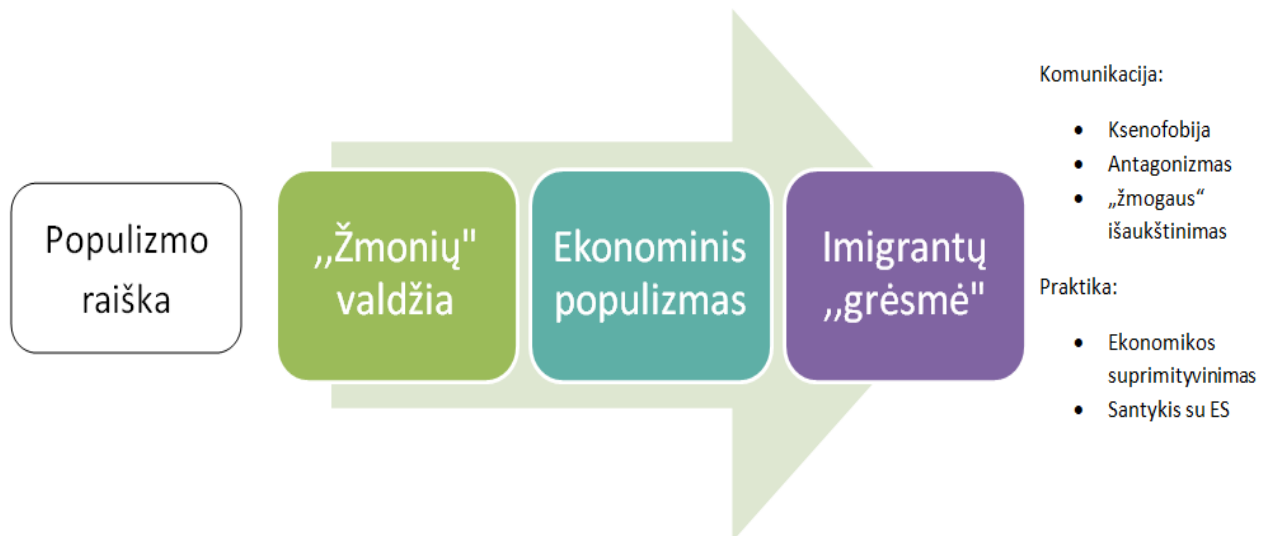 Populizmo
raiška
,,Žmonių"
valdžia
Ekonominis
populizmas
Imigrantų
,,grėsmė"
Komunikacija:
• Ksenofobija
• Antagonizmas
• „žmogaus“
išaukštinimas
Praktika:
• Ekonomikos
suprimityvinimas
• Santykis su ES